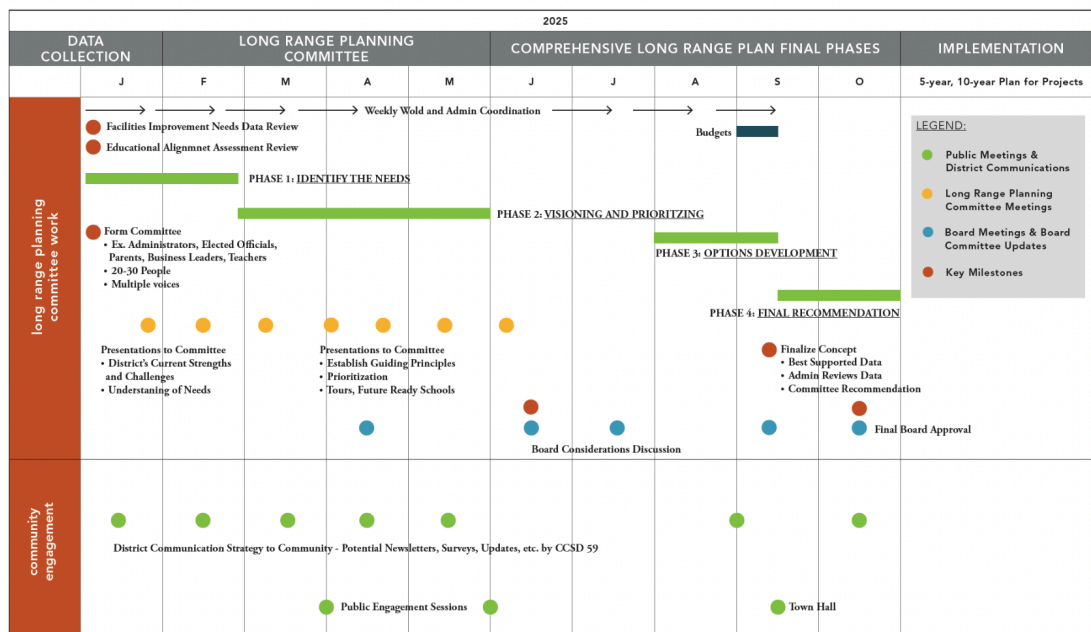 2025
DATA
COLLECTION
LONG RANGE PLANNING
COMMITTEE
COMPREHENSIVE LONG RANGE PLAN FINAL PHASES
IMPLEMENTATION
J F M A M J J A S O
5-year, 10-year Plan for Projects
long range planning
committee work
Weekly Wold and Admin Coordination
Facilities Improvement Needs Data Review
Educational Alignmnet Assessment Review
Budgets
PHASE 1: IDENTIFY THE NEEDS
PHASE 2: VISIONING AND PRIORITZING
Form Committee
• Ex. Administrators, Elected Officials,
Parents, Business Leaders, Teachers
• 20-30 People
• Multiple voices
PHASE 3: OPTIONS DEVELOPMENT
PHASE 4: FINAL RECOMMENDATION
Presentations to Committee
• District's Current Strengths
and Challenges
• Understaning of Needs
Presentations to Committee
• Establish Guiding Principles
• Prioritization
• Tours, Future Ready Schools
Finalize Concept
• Best Supported Data
• Admin Reviews Data
• Committee Recommendation
Final Board Approval
Board Considerations Discussion
LEGEND:
Public Meetings &
District Communications
Long Range Planning
Committee Meetings
Board Meetings & Board
Committee Updates
Key Milestones
community
engagement
District Communication Strategy to Community - Potential Newsletters, Surveys, Updates, etc. by CCSD 59
Public Engagement Sessions
Town Hall